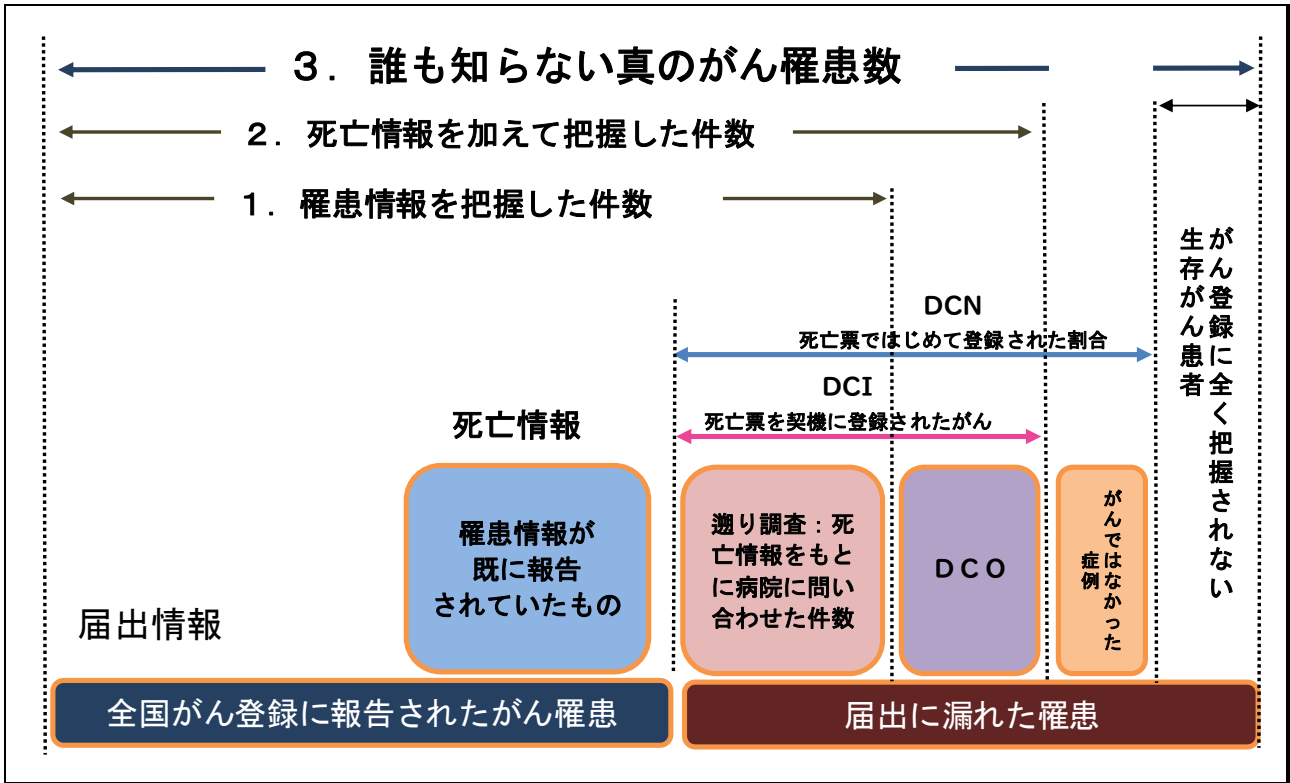 ３．誰も知らない真のがん罹患数
２．死亡情報を加えて把握した件数
１．罹患情報を把握した件数
がん登録に全く把握されない
生存がん患者
DCN
死亡票ではじめて登録された割合
DCI
死亡票を契機に登録されたがん
死亡情報
罹患情報が
既に報告
されていたもの
遡り調査：死
亡情報をもと
に病院に問い
合わせた件数
ＤＣＯ
がんではなかった
症例
届出情報
全国がん登録に報告されたがん罹患
届出に漏れた罹患